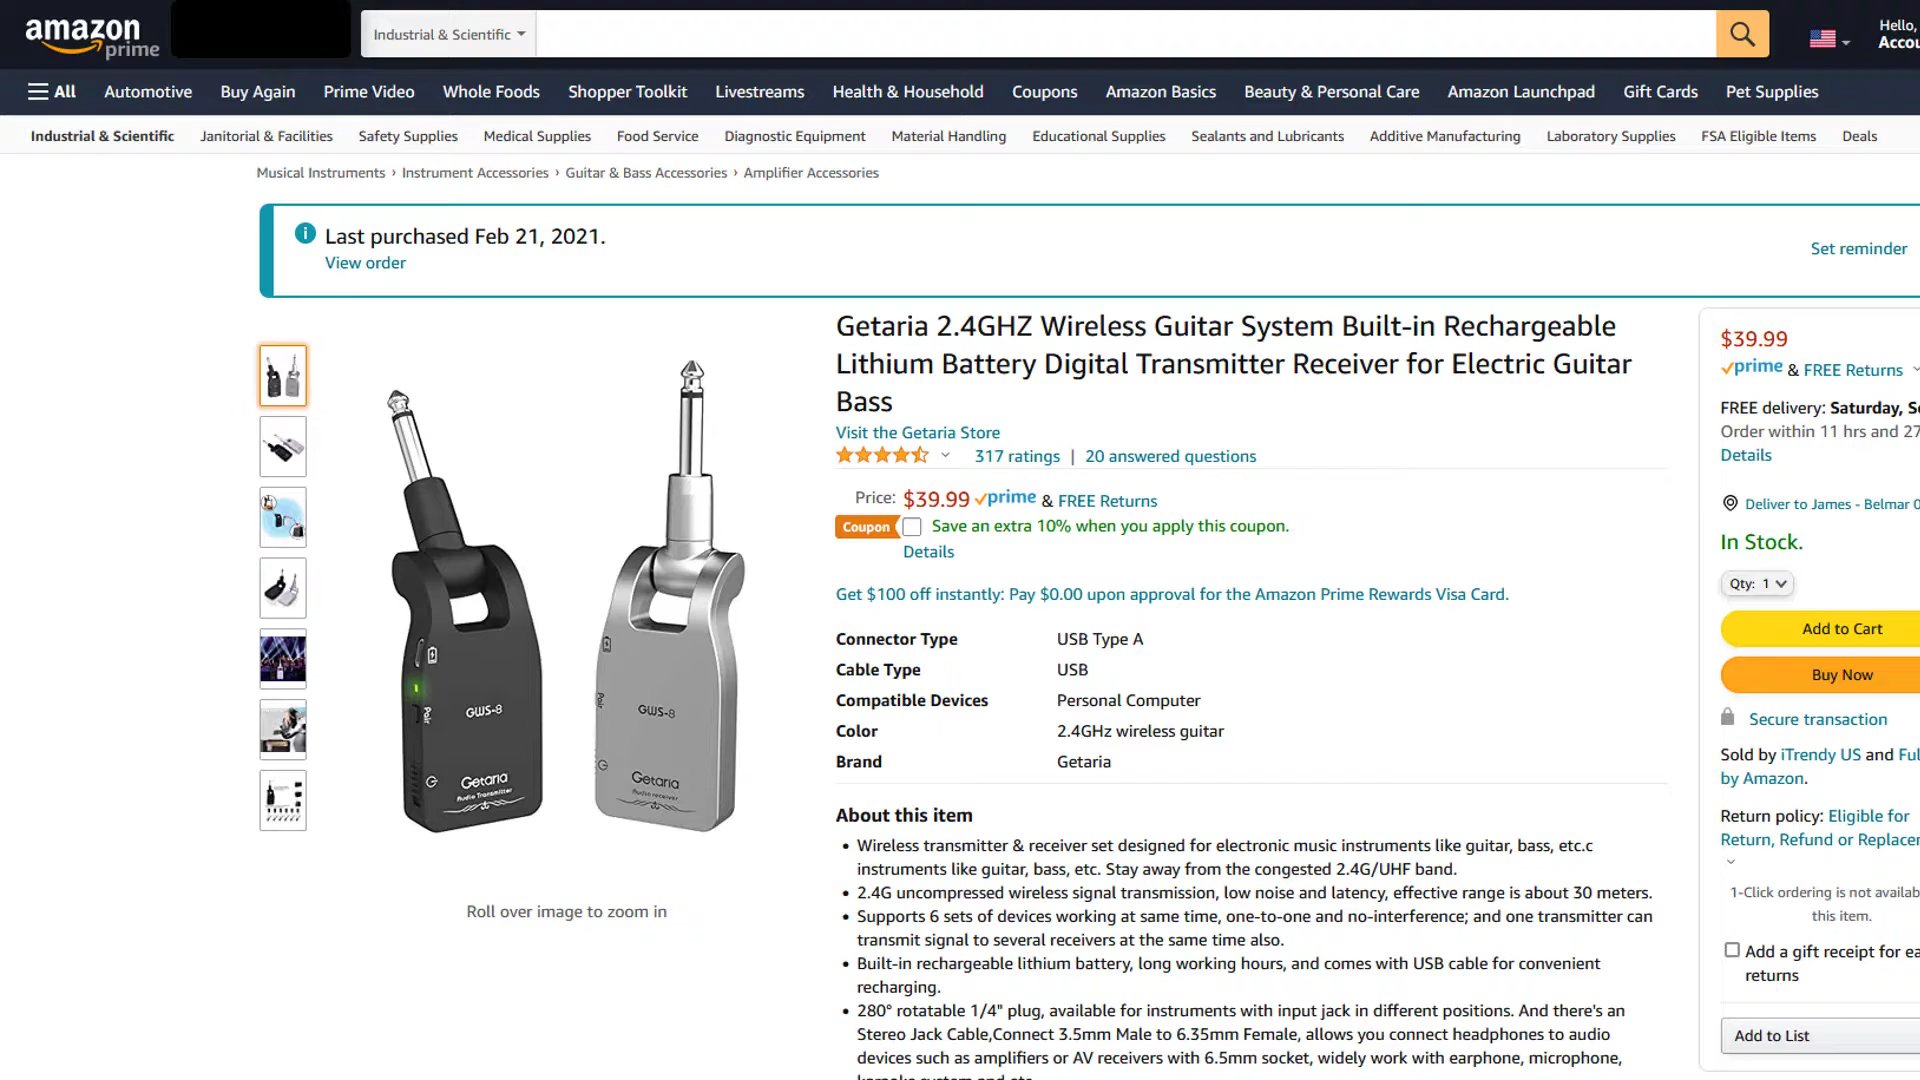 amazon prime
Industrial & Scientific
Hello,
Accou
All Automotive Buy Again Prime Video Whole Foods Shopper Toolkit Livestreams Health & Household Coupons Amazon Basics Beauty & Personal Care Amazon Launchpad Gift Cards Pet Supplies
Industrial & Scientific Janitorial & Facilities Safety Supplies Medical Supplies Food Service Diagnostic Equipment Material Handling Educational Supplies Sealants and Lubricants Additive Manufacturing Laboratory Supplies FSA Eligible Items Deals
Musical Instruments › Instrument Accessories › Guitar & Bass Accessories › Amplifier Accessories
Last purchased Feb 21, 2021.
View order
Set reminder
Pair
GWS-8
Getaria
Audio Transmitter
Pair
GWS-8
Getaria
Audio receiver
Roll over image to zoom in
Getaria 2.4GHZ Wireless Guitar System Built-in Rechargeable
Lithium Battery Digital Transmitter Receiver for Electric Guitar
Bass
Visit the Getaria Store
317 ratings | 20 answered questions
Price: $39.99 prime & FREE Returns
Coupon Save an extra 10% when you apply this coupon.
Details
Get $100 off instantly: Pay $0.00 upon approval for the Amazon Prime Rewards Visa Card.
Connector Type USB Type A
Cable Type USB
Compatible Devices Personal Computer
Color 2.4GHz wireless guitar
Brand Getaria
About this item
• Wireless transmitter & receiver set designed for electronic music instruments like guitar, bass, etc.c
instruments like guitar, bass, etc. Stay away from the congested 2.4G/UHF band.
• 2.4G uncompressed wireless signal transmission, low noise and latency, effective range is about 30 meters.
• Supports 6 sets of devices working at same time, one-to-one and no-interference; and one transmitter can
transmit signal to several receivers at the same time also.
• Built-in rechargeable lithium battery, long working hours, and comes with USB cable for convenient
recharging.
• 280° rotatable 1/4" plug, available for instruments with input jack in different positions. And there's an
Stereo Jack Cable,Connect 3.5mm Male to 6.35mm Female, allows you connect headphones to audio
devices such as amplifiers or AV receivers with 6.5mm socket, widely work with earphone, microphone,
karaoke system and etc.
$39.99
prime & FREE Returns
FREE delivery: Saturday, Se
Order within 11 hrs and 27
Details
Deliver to James - Belmar 0
In Stock.
Qty: 1
Add to Cart
Buy Now
Secure transaction
Sold by iTrendy US and Ful
by Amazon.
Return policy: Eligible for
Return, Refund or Replacer
1-Click ordering is not availab
this item.
Add a gift receipt for ea
returns
Add to List